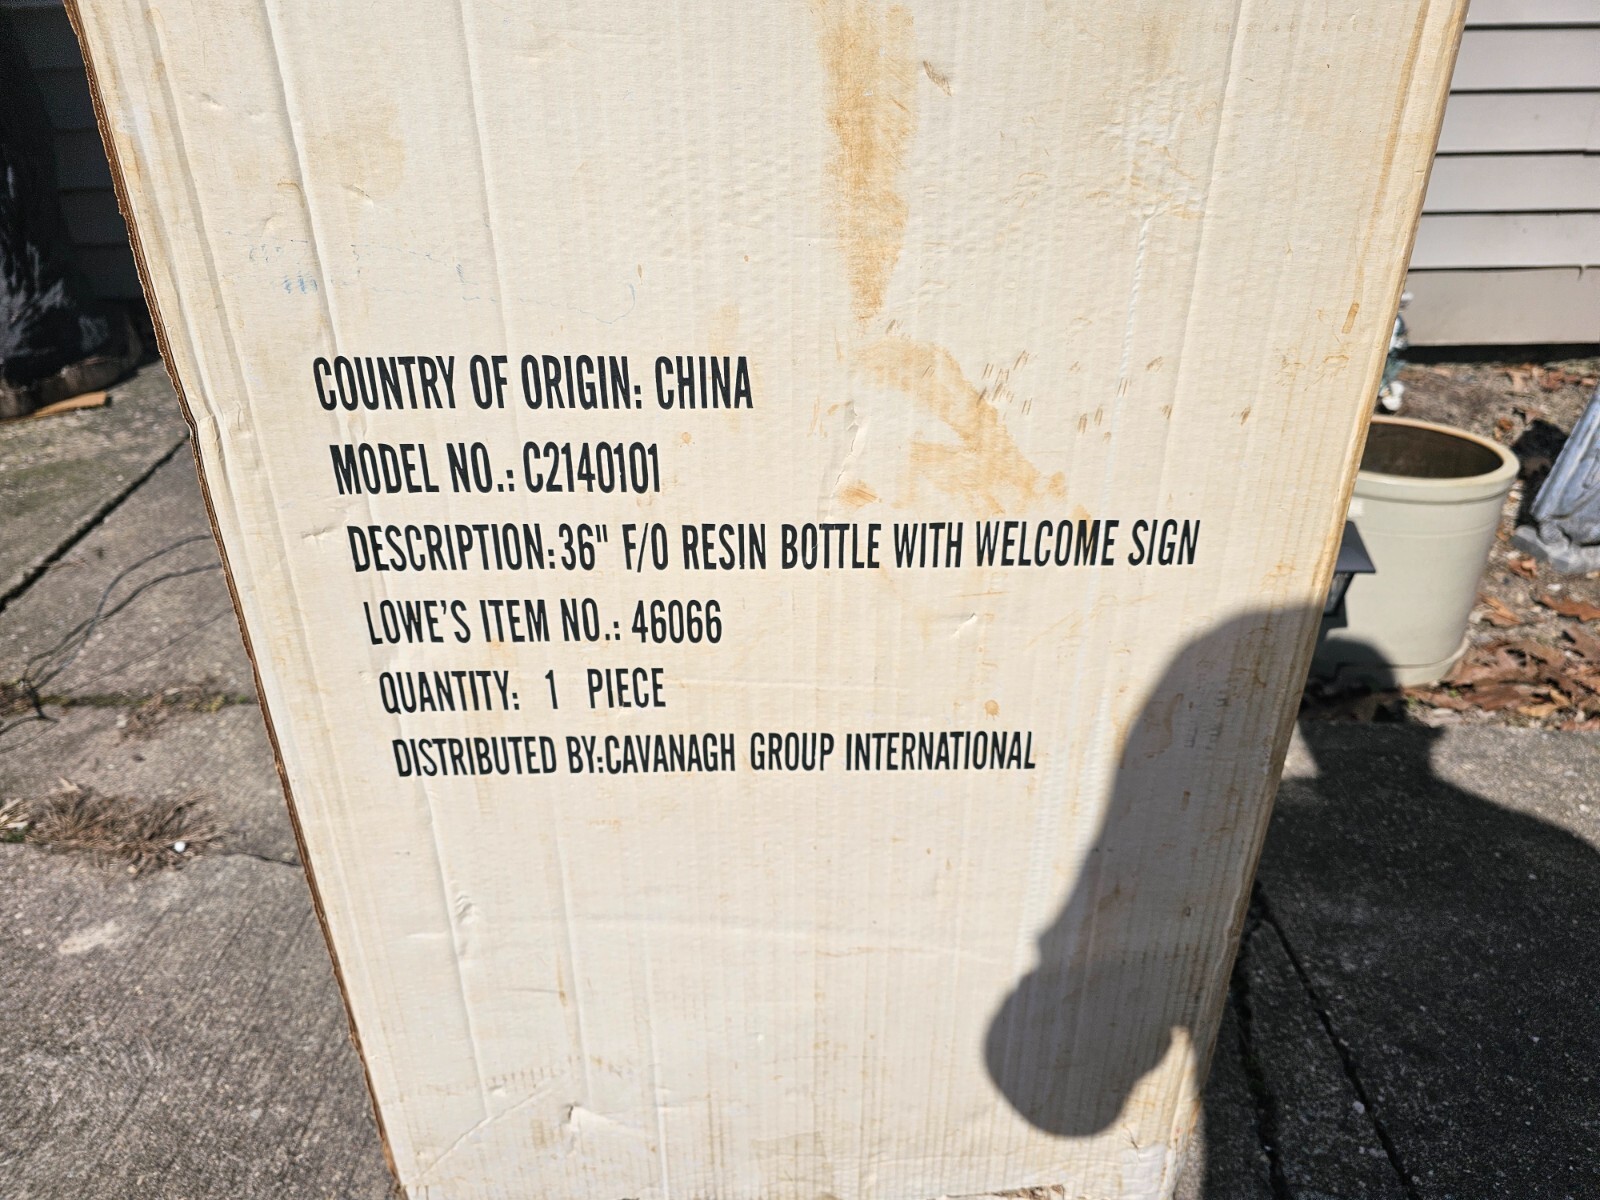 COUNTRY OF ORIGIN: CHINA
MODEL NO.: C2140101
DESCRIPTION:36" F/O RESIN BOTTLE WITH WELCOME SIGN
LOWE'S ITEM NO.: 46066
QUANTITY: 1 PIECE
DISTRIBUTED BY:CAVANAGH GROUP INTERNATIONAL